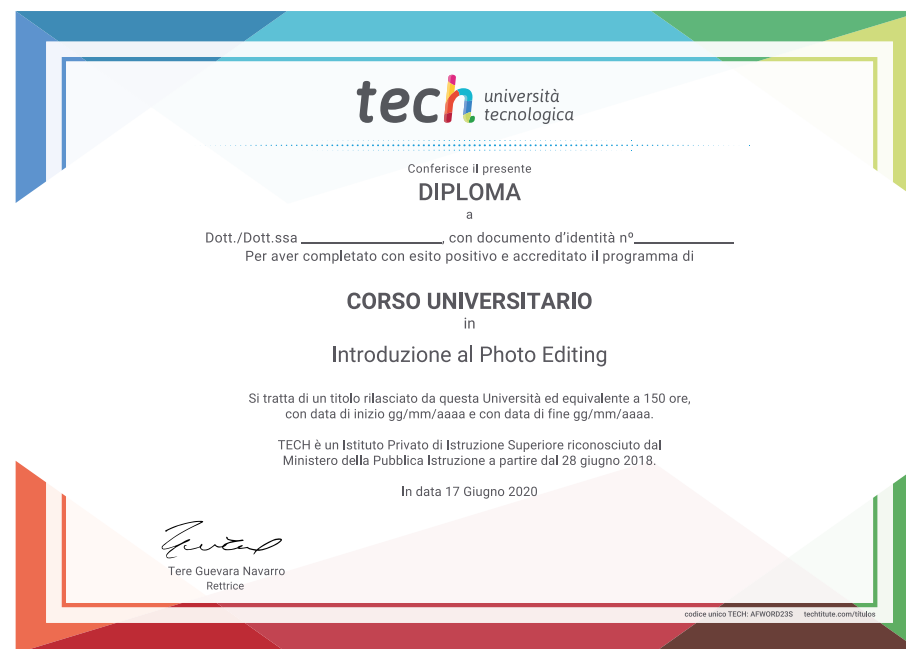 tech università
tecnologica
Conferisce il presente
DIPLOMA
a
Dott./Dott.ssa ____________________, con documento d'identità nº______________
Per aver completato con esito positivo e accreditato il programma di
CORSO UNIVERSITARIO
in
Introduzione al Photo Editing
Si tratta di un titolo rilasciato da questa Università ed equivalente a 150 ore,
con data di inizio gg/mm/aaaa e con data di fine gg/mm/aaaa.
TECH è un Istituto Privato di Istruzione Superiore riconosciuto dal
Ministero della Pubblica Istruzione a partire dal 28 giugno 2018.
In data 17 Giugno 2020
Tere Guevara Navarro
Rettrice
codice unico TECH: AFWORD23S techtitute.com/titulos